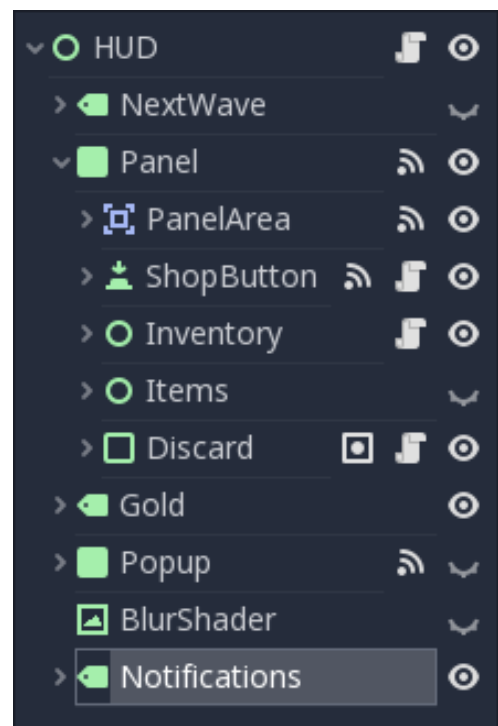 HUD
NextWave
Panel
PanelArea
ShopButton
Inventory
Items
Discard
Gold
Popup
BlurShader
Notifications